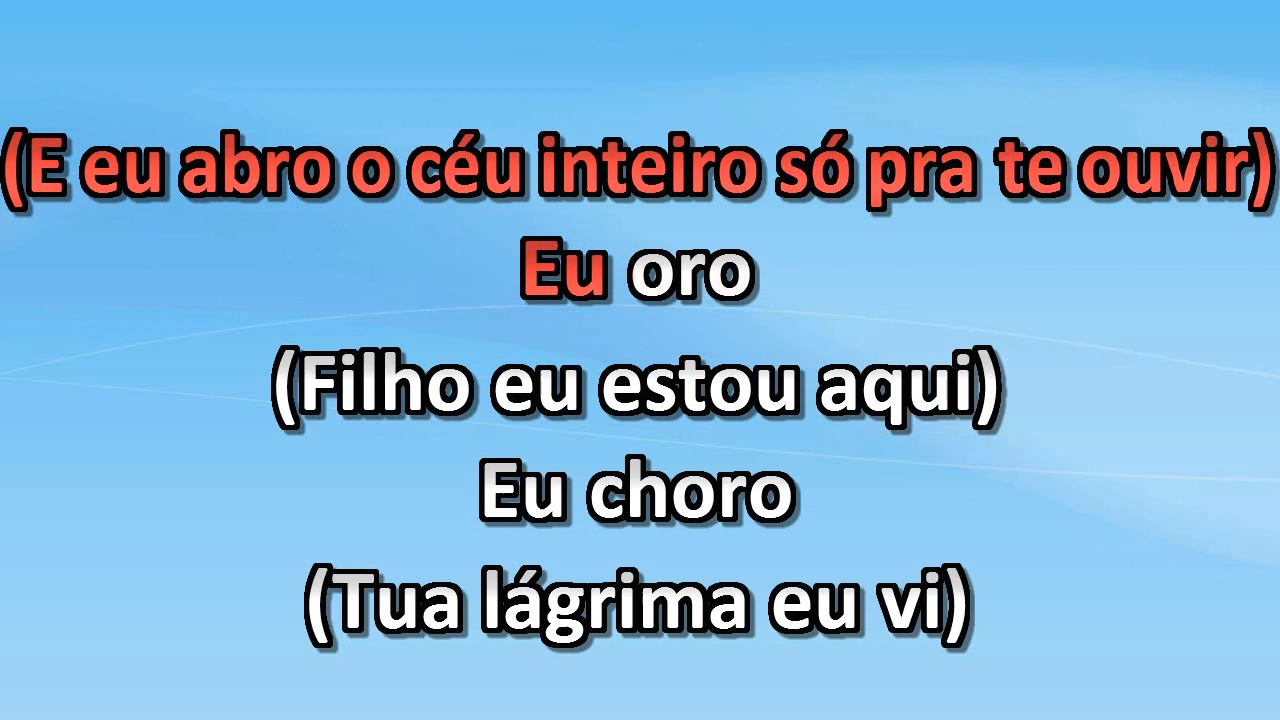 (E eu abro o céu inteiro só pra te ouvir)
Eu oro
(Filho eu estou aqui)
Eu choro
(Tua lágrima eu vi)